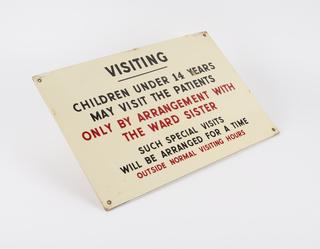 VISITING
CHILDREN UNDER 14 YEARS
MAY VISIT THE PATIENTS
ONLY BY ARRANGEMENT WITH
THE WARD SISTER
SUCH SPECIAL VISITS
WILL BE ARRANGED FOR A TIME
OUTSIDE NORMAL VISITING HOURS